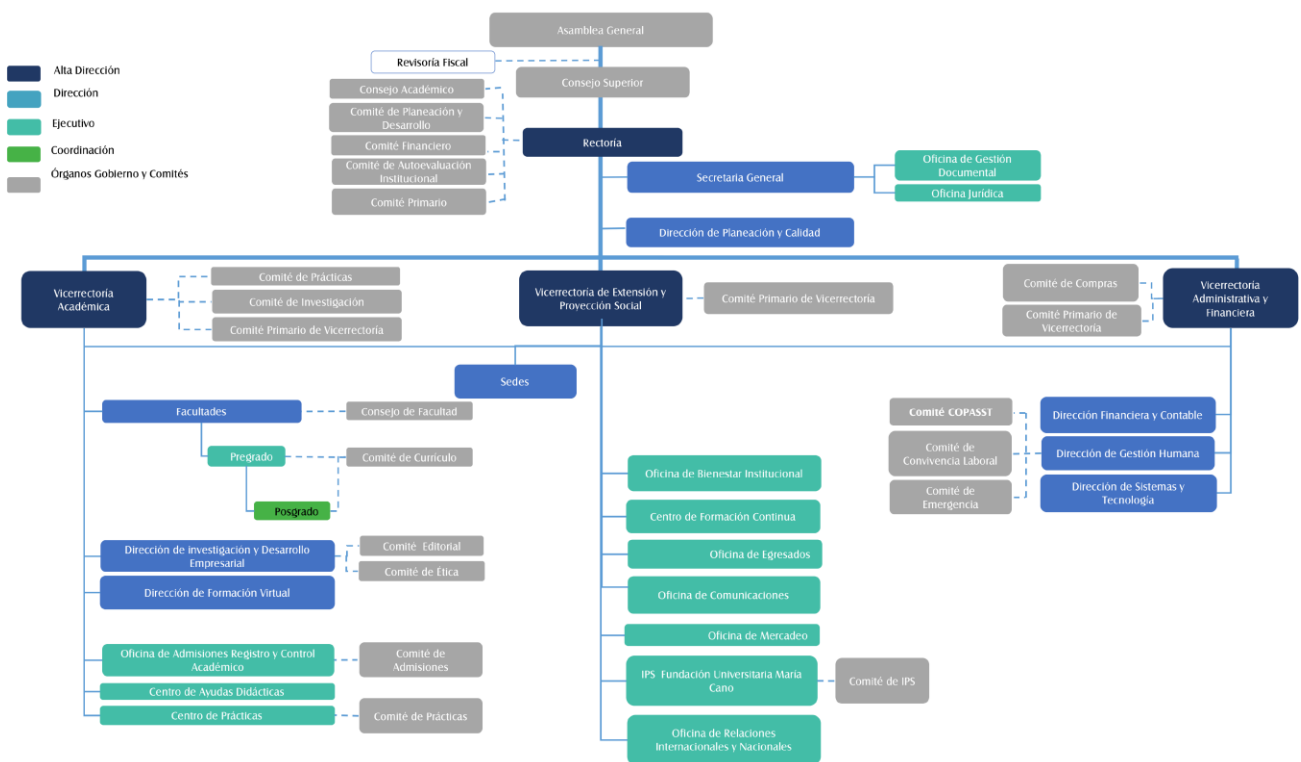 Asamblea General
Revisoría Fiscal
Alta Dirección
Dirección
Ejecutivo
Coordinación
Órganos Gobierno y Comités
Consejo Superior
Consejo Académico
Comité de Planeación y
Desarrollo
Comité Financiero
Comité de Autoevaluación
Institucional
Comité Primario
Rectoría
Secretaria General
Oficina de Gestión
Documental
Oficina Jurídica
Dirección de Planeación y Calidad
Vicerrectoría
Académica
Comité de Prácticas
Comité de Investigación
Comité Primario de Vicerrectoría
Vicerrectoría de Extensión y
Proyección Social
Comité Primario de Vicerrectoría
Comité de Compras
Comité Primario de
Vicerrectoría
Vicerrectoría
Administrativa y
Financiera
Sedes
Facultades
Consejo de Facultad
Pregrado
Comité de Currículo
Posgrado
Dirección de Investigación y Desarrollo
Empresarial
Comité Editorial
Comité de Ética
Dirección de Formación Virtual
Oficina de Admisiones Registro y Control
Académico
Comité de
Admisiones
Centro de Ayudas Didácticas
Centro de Prácticas
Comité de Prácticas
Oficina de Bienestar Institucional
Centro de Formación Continua
Oficina de Egresados
Oficina de Comunicaciones
Oficina de Mercadeo
IPS Fundación Universitaria María
Cano
Comité de IPS
Oficina de Relaciones
Internacionales y Nacionales
Comité COPASST
Comité de
Convivencia Laboral
Comité de
Emergencia
Dirección Financiera y Contable
Dirección de Gestión Humana
Dirección de Sistemas y
Tecnología